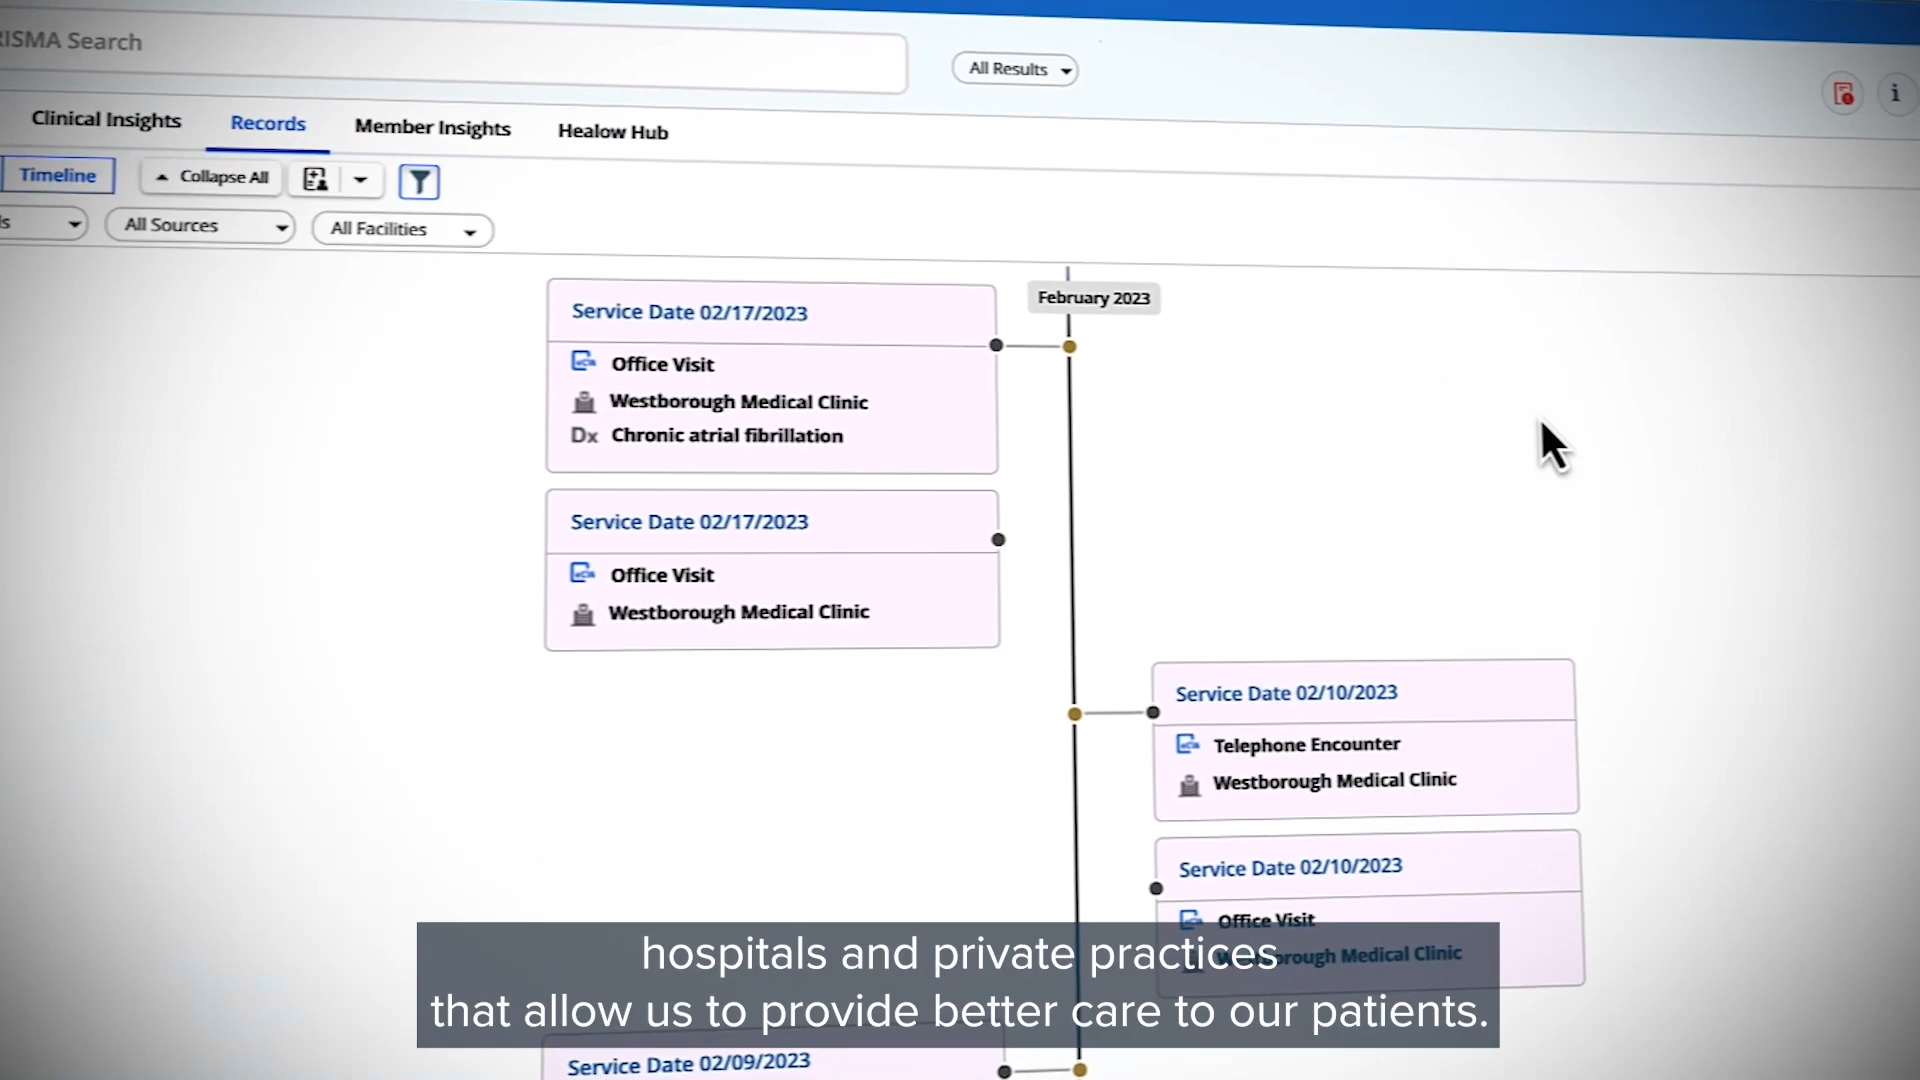 RISMA Search
All Results
Clinical Insights
Records
Member Insights
Healow Hub
Timeline
Collapse All
ls
All Sources
All Facilities
February 2023
Service Date 02/17/2023
Office Visit
Westborough Medical Clinic
Dx Chronic atrial fibrillation
Service Date 02/17/2023
Office Visit
Westborough Medical Clinic
Service Date 02/10/2023
Telephone Encounter
Westborough Medical Clinic
Service Date 02/10/2023
Office Visit
Westborough Medical Clinic
hospitals and private practices
that allow us to provide better care to our patients.
Service Date 02/09/2023